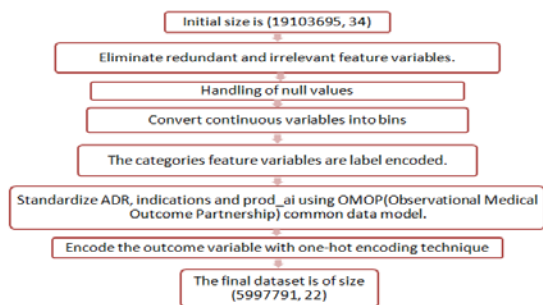 Initial size is (19103695, 34)
Eliminate redundant and irrelevant feature variables.
Handling of null values
Convert continuous variables into bins
The categories feature variables are label encoded.
Standardize ADR, indications and prod_ai using OMOP(Observational Medical
Outcome Partnership) common data model.
Encode the outcome variable with one-hot encoding technique
The final dataset is of size
(5997791, 22)